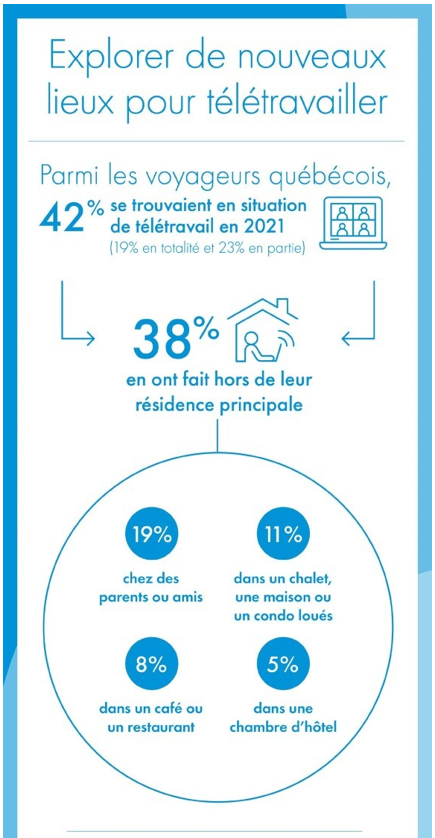 Explorer de nouveaux
lieux pour télétravailler
Parmi les voyageurs québécois,
42% se trouvaient en situation
de télétravail en 2021
(19% en totalité et 23% en partie)
38%
en ont fait hors de leur
résidence principale
19%
chez des
parents ou amis
11%
dans un chalet,
une maison ou
un condo loués
8%
dans un café ou
un restaurant
5%
dans une
chambre d'hôtel